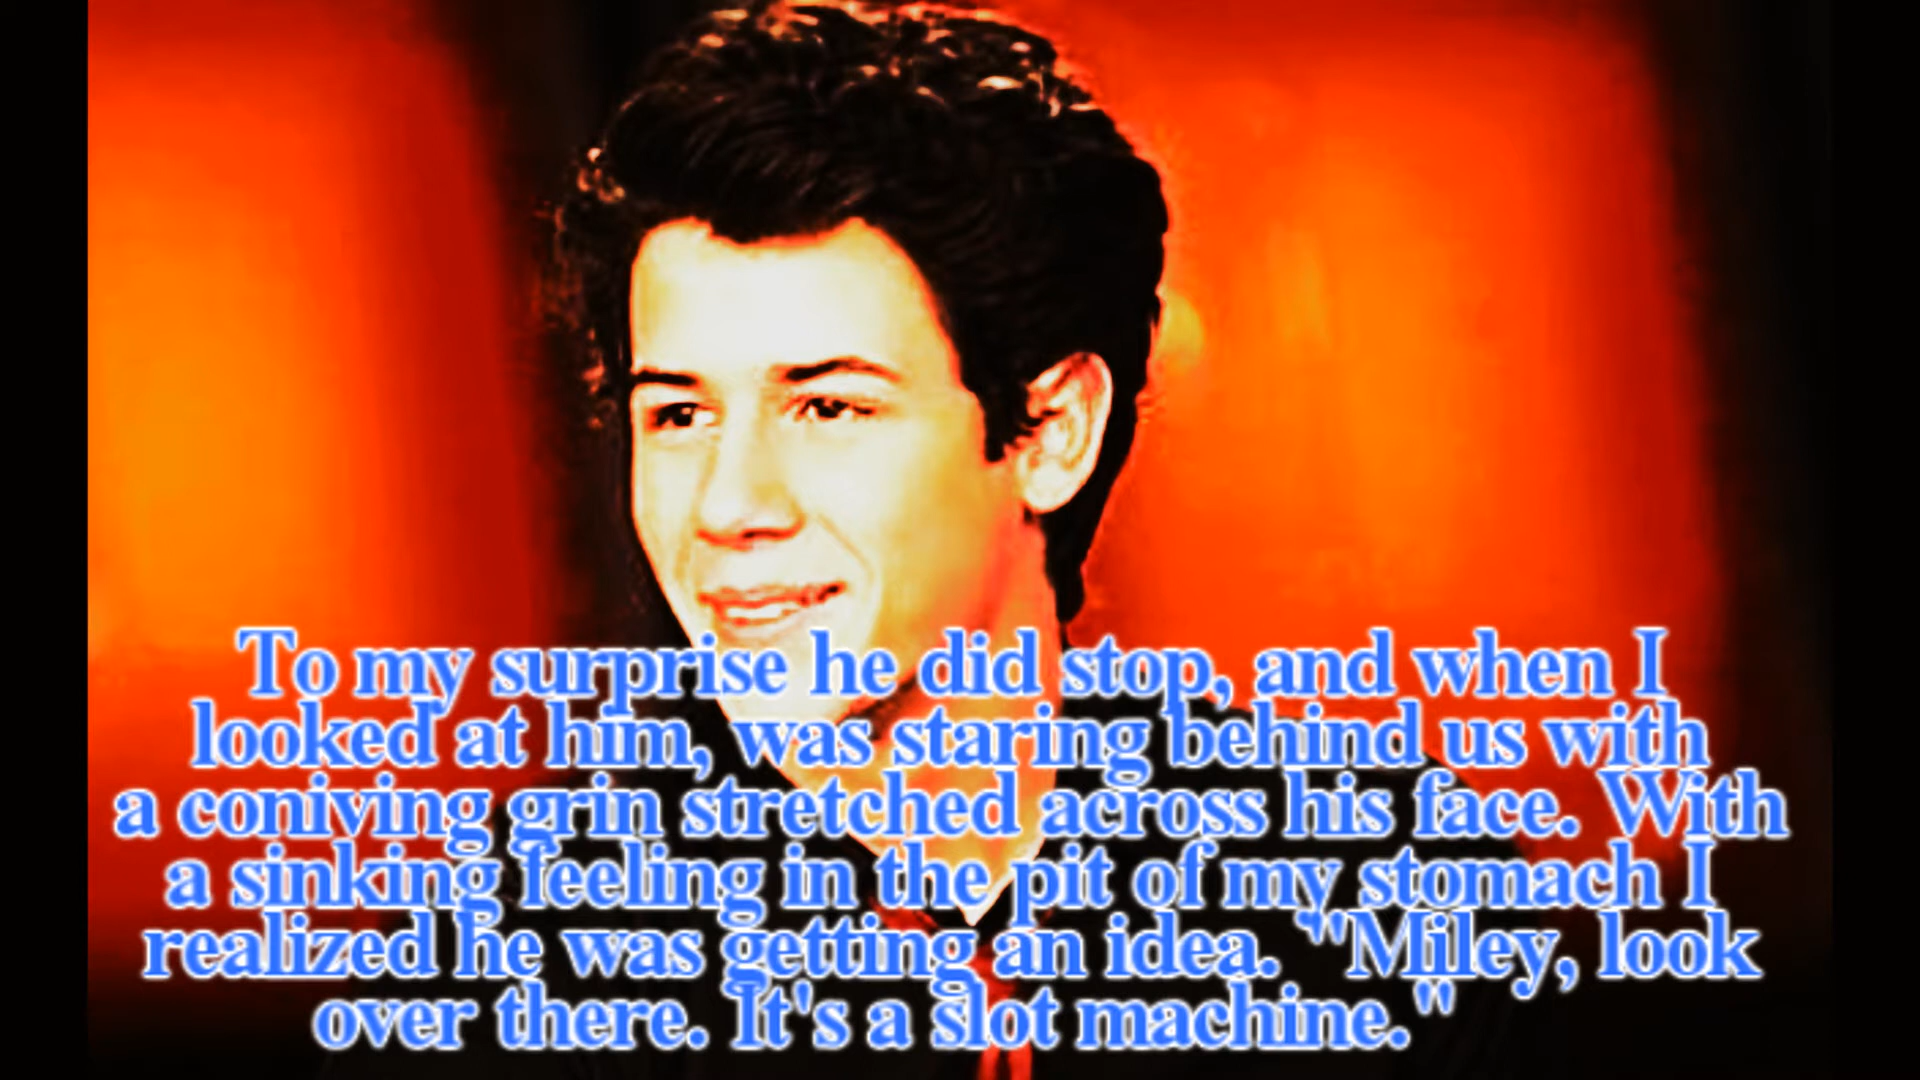 To my surprise he did stop, and when I
looked at him, was staring behind us with
a coniving grin stretched across his face. With
a sinking feeling in the pit of my stomach I
realized he was getting an idea. "Miley, look
over there. It's a slot machine."